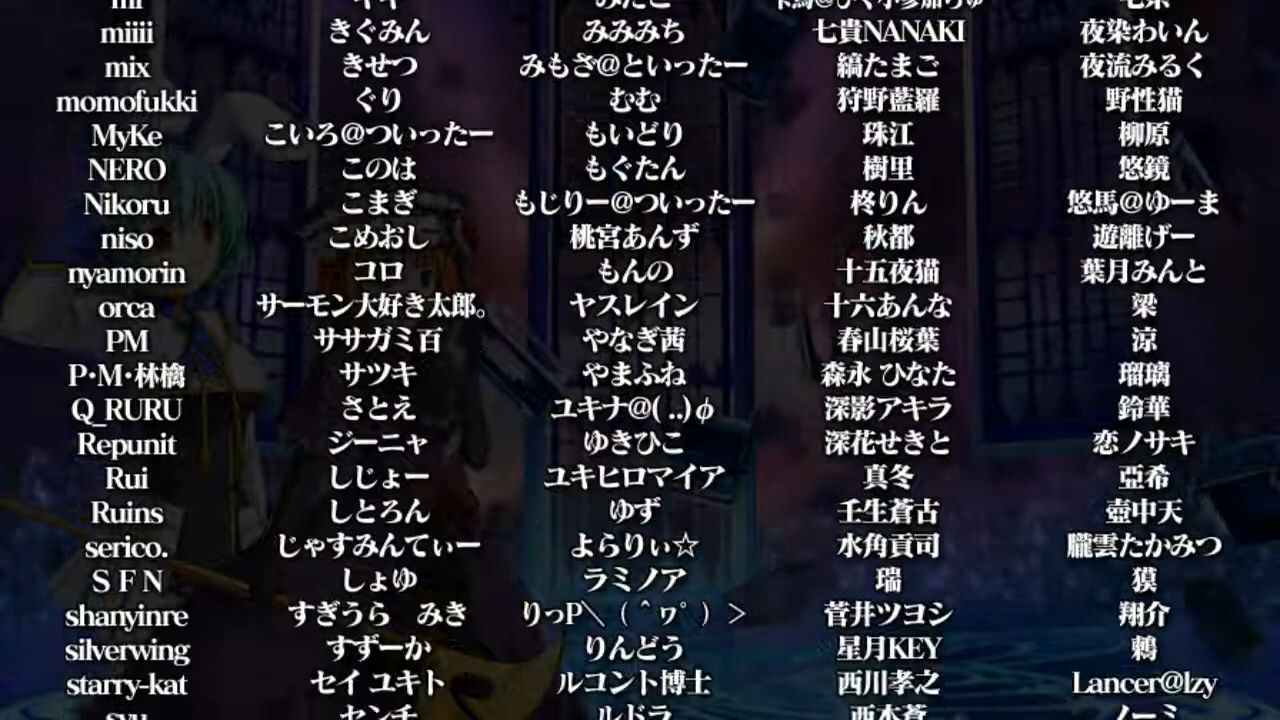 miiii きぐみん みみみち 七貴NANAKI 夜染わいん
mix きせつ みもざ@といったー 縞たまご 夜流みるく
momofukki ぐり むむ 狩野藍羅 野性猫
MyKe こいろ@ついったー もいどり 珠江 柳原
NERO このは もぐたん 樹里 悠鏡
Nikoru こまぎ もじりー@ついったー 柊りん 悠馬@ゆーま
niso こめおし 桃宮あんず 秋都 遊離げー
nyamorin コロ もんの 十五夜猫 葉月みんと
orca サーモン大好き太郎。 ヤスレイン 十六あんな 梁
PM ササガミ百 やなぎ茜 春山桜葉 涼
P・M・林檎 サツキ やまふね 森永 ひなた 瑠璃
Q_RURU さとえ ユキナ@( ..)φ 深影アキラ 鈴華
Repunit ジーニャ ゆきひこ 深花せきと 恋ノサキ
Rui しじょー ユキヒロマイア 真冬 亞希
Ruins しとろん ゆず 壬生蒼古 壺中天
serico. じゃすみんてぃー よらりぃ☆ 水角貢司 朧雲たかみつ
S F N しょゆ ラミノア 瑞 獏
shanyinre すぎうら　みき りっP＼（＾ヮ゜）＞ 菅井ツヨシ 翔介
silverwing すずーか りんどう 星月KEY 鶫
starry-kat セイ ユキト ルコント博士 西川孝之 Lancer@lzy
syu センチ ルドラ 西本蒼 ノーミ